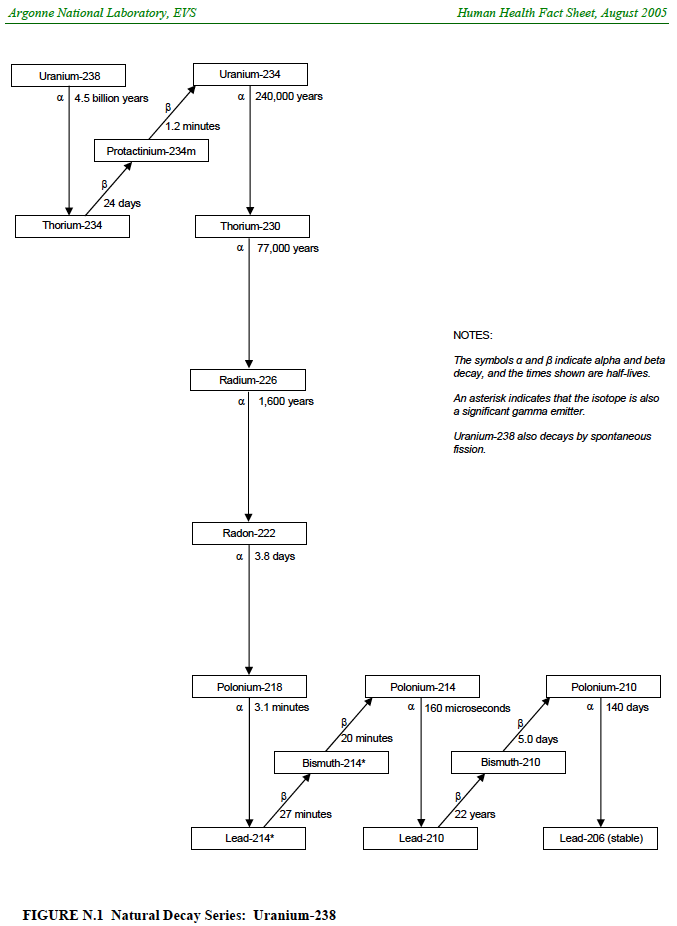 Argonne National Laboratory, EVS
Human Health Fact Sheet, August 2005
Uranium-238
Uranium-234
α 4.5 billion years
α 240,000 years
β
1.2 minutes
Protactinium-234m
β
24 days
Thorium-234
Thorium-230
α 77,000 years
NOTES:
The symbols α and β indicate alpha and beta
decay, and the times shown are half-lives.
An asterisk indicates that the isotope is also
a significant gamma emitter.
Uranium-238 also decays by spontaneous
fission.
Radium-226
α 1,600 years
Radon-222
α 3.8 days
Polonium-218
Polonium-214
Polonium-210
α 3.1 minutes
α 160 microseconds
α 140 days
β
20 minutes
β
5.0 days
Bismuth-214*
Bismuth-210
β
27 minutes
β
22 years
Lead-214*
Lead-210
Lead-206 (stable)
FIGURE N.1 Natural Decay Series: Uranium-238